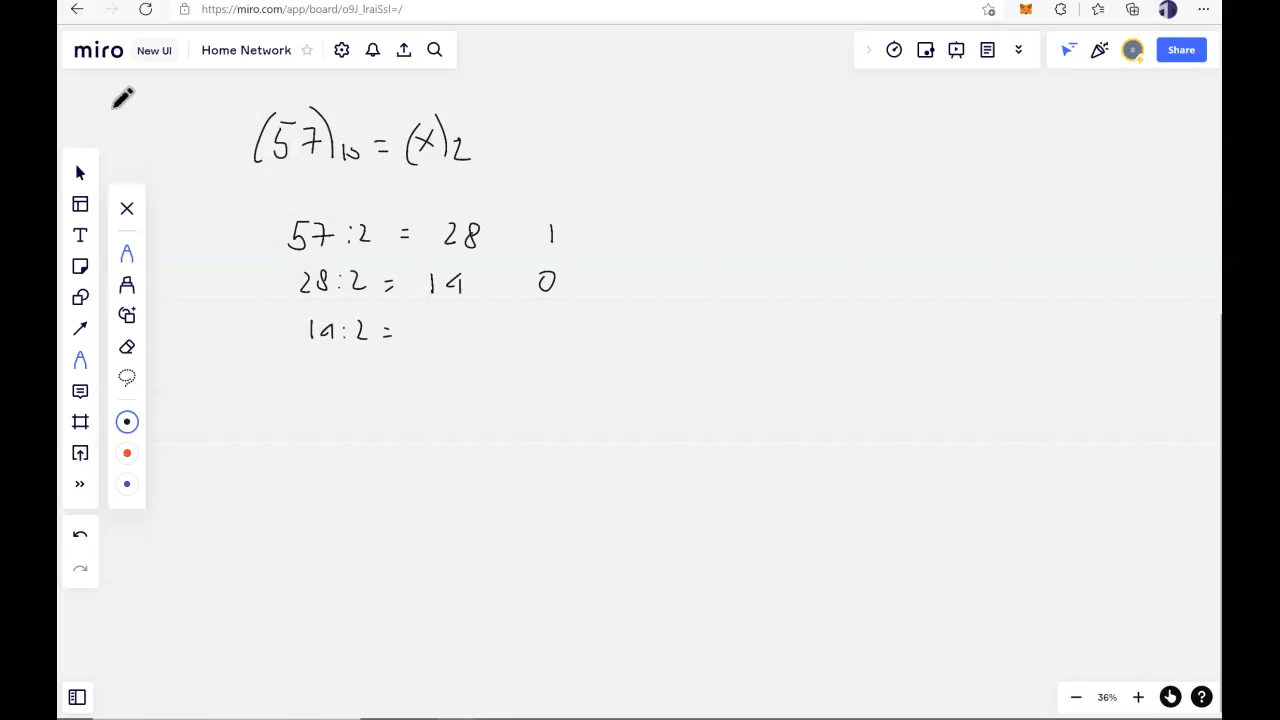 https://miro.com/app/board/o9J_lraiSsI=/
miro New UI Home Network
Share
(57)10 = (x)2
57 : 2 = 28 1
28 : 2 = 14 0
14 : 2 =
36%